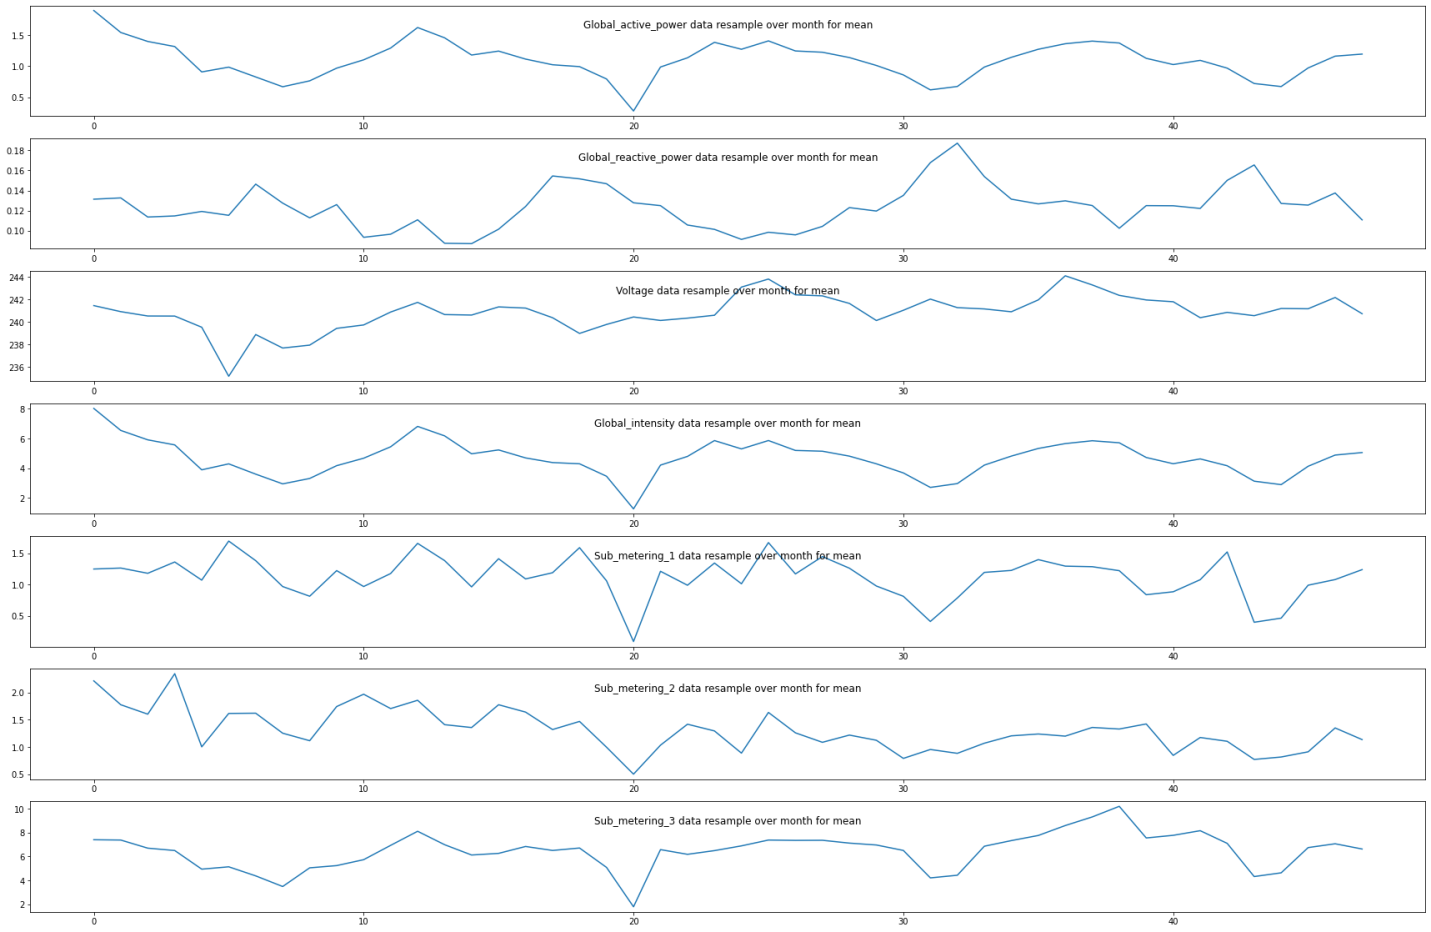 Global_active_power data resample over month for mean
1.5
1.0
0.5
0 10 20 30 40
Global_reactive_power data resample over month for mean
0.18
0.16
0.14
0.12
0.10
0 10 20 30 40
Voltage data resample over month for mean
244
242
240
238
236
0 10 20 30 40
Global_intensity data resample over month for mean
8
6
4
2
0 10 20 30 40
Sub_metering_1 data resample over month for mean
1.5
1.0
0.5
0 10 20 30 40
Sub_metering_2 data resample over month for mean
2.0
1.5
1.0
0.5
0 10 20 30 40
Sub_metering_3 data resample over month for mean
10
8
6
4
2
0 10 20 30 40